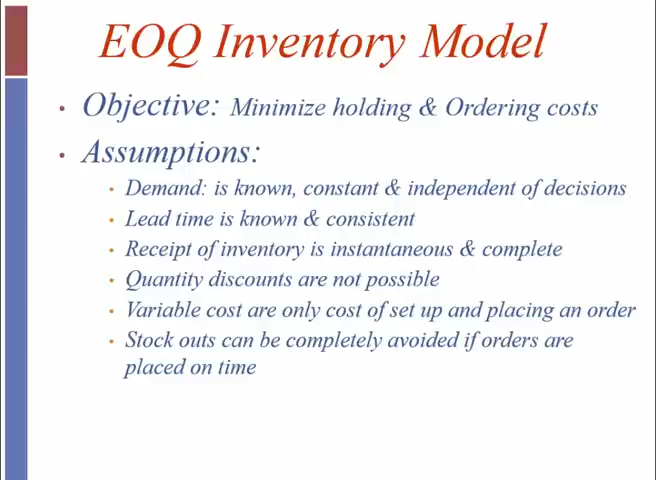 EOQ Inventory Model
• Objective: Minimize holding & Ordering costs
• Assumptions:
• Demand: is known, constant & independent of decisions
• Lead time is known & consistent
• Receipt of inventory is instantaneous & complete
• Quantity discounts are not possible
• Variable cost are only cost of set up and placing an order
• Stock outs can be completely avoided if orders are
placed on time